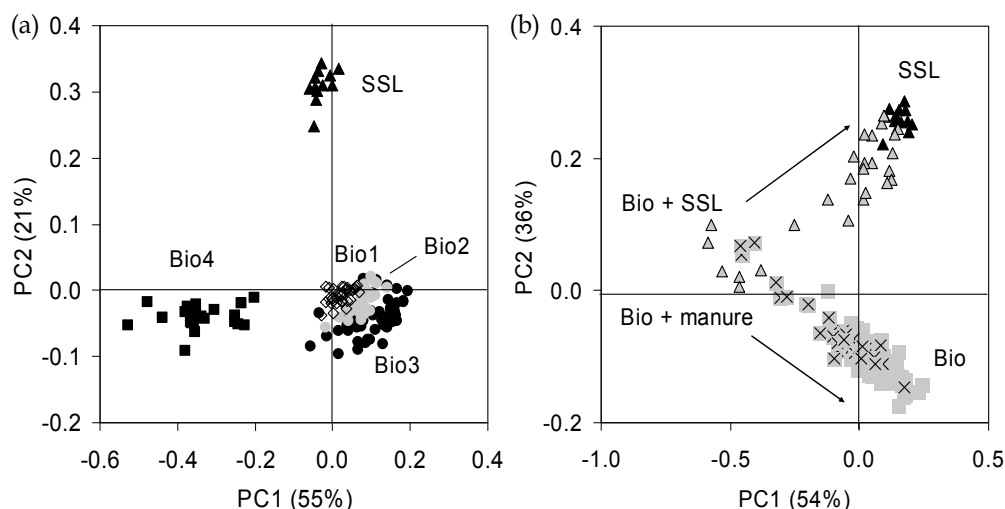 (a)
0.4
0.3
0.2
0.1
0.0
-0.1
-0.2
PC2 (21%)
SSL
Bio1
Bio2
Bio4
Bio3
-0.6
-0.4
-0.2
0.0
0.2
0.4
PC1 (55%)
(b)
0.4
0.2
0.0
-0.2
PC2 (36%)
SSL
Bio + SSL
Bio + manure
Bio
-1.0
-0.5
0.0
0.5
PC1 (54%)